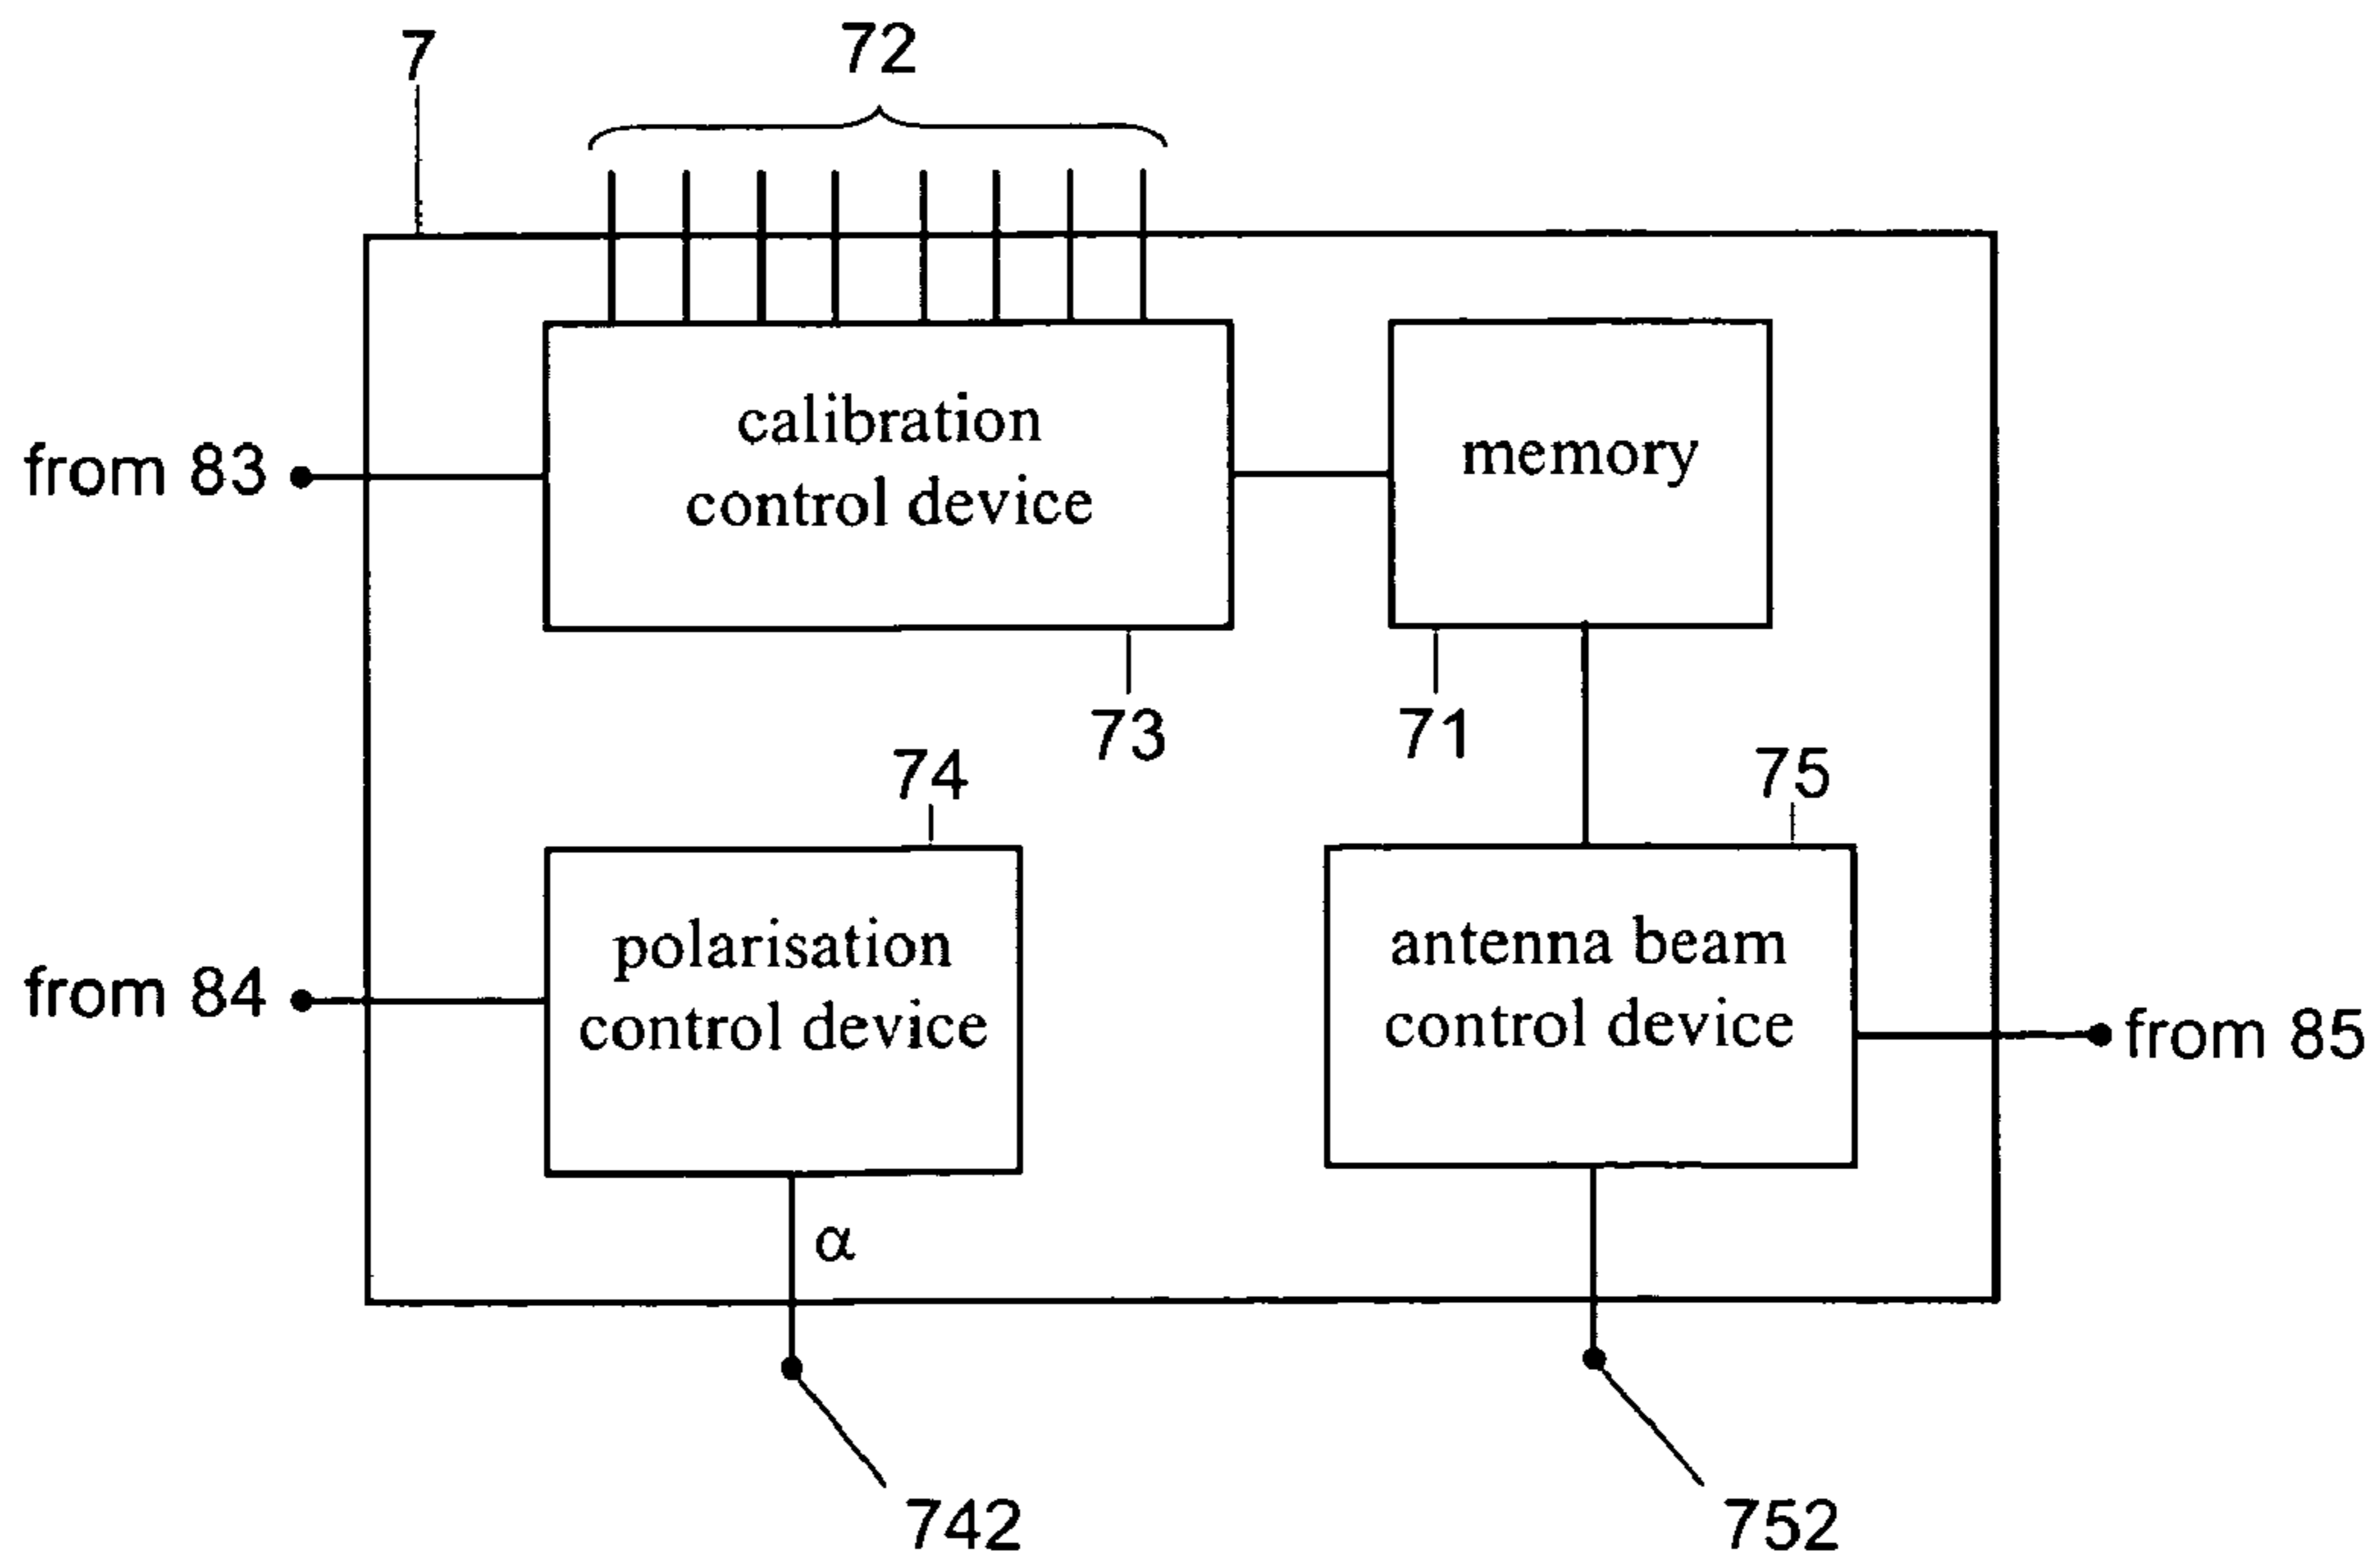 7
72
calibration
control device
memory
from 83
73
71
74
75
polarisation
control device
antenna beam
control device
from 84
from 85
α
742
752